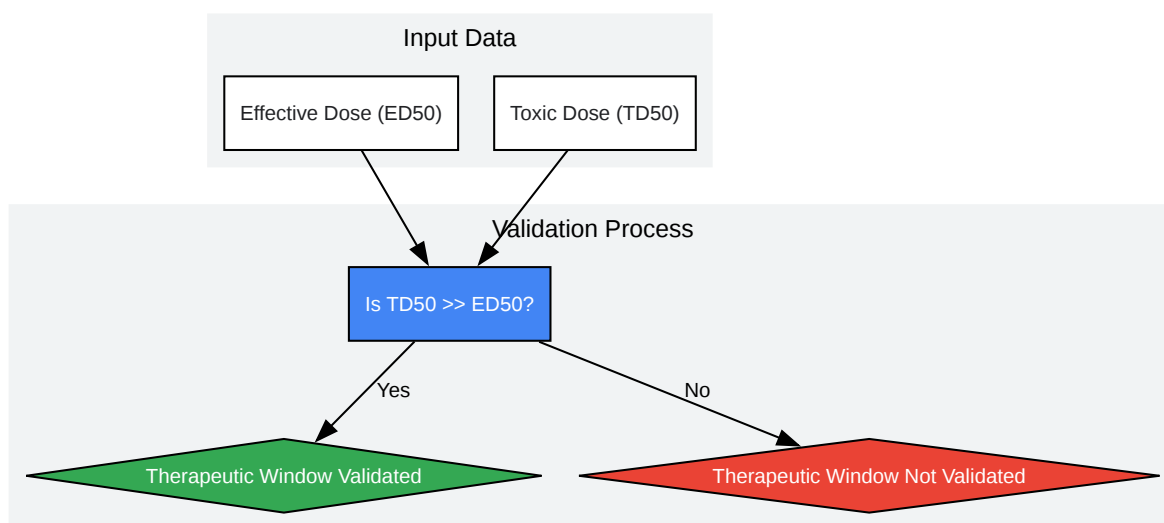 Input Data
Effective Dose (ED50)
Toxic Dose (TD50)
Validation Process
Is TD50 >> ED50?
Yes
No
Therapeutic Window Validated
Therapeutic Window Not Validated